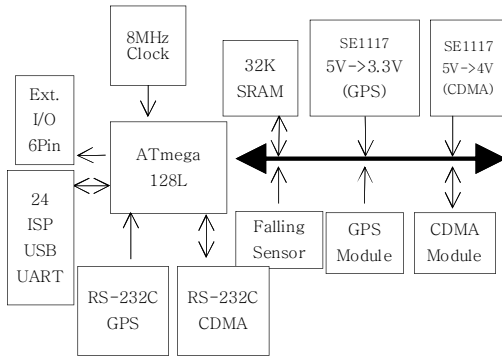 8MHz
Clock
32K
SRAM
SE1117
5V->3.3V
(GPS)
SE1117
5V->4V
(CDMA)
Ext.
I/O
6Pin
ATmega
128L
24
ISP
USB
UART
Falling
Sensor
GPS
Module
CDMA
Module
RS-232C
GPS
RS-232C
CDMA